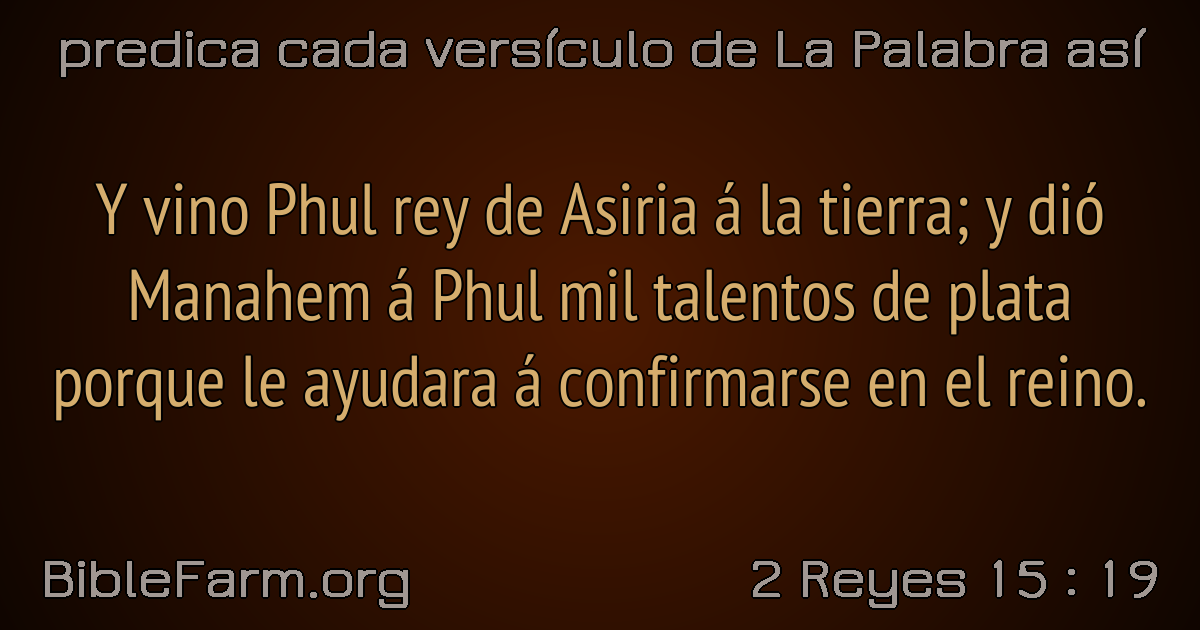 predica cada versículo de La Palabra así
Y vino Phul rey de Asiria á la tierra; y dió
Manahem á Phul mil talentos de plata
porque le ayudara á confirmarse en el reino.
BibleFarm.org
2 Reyes 15 : 19